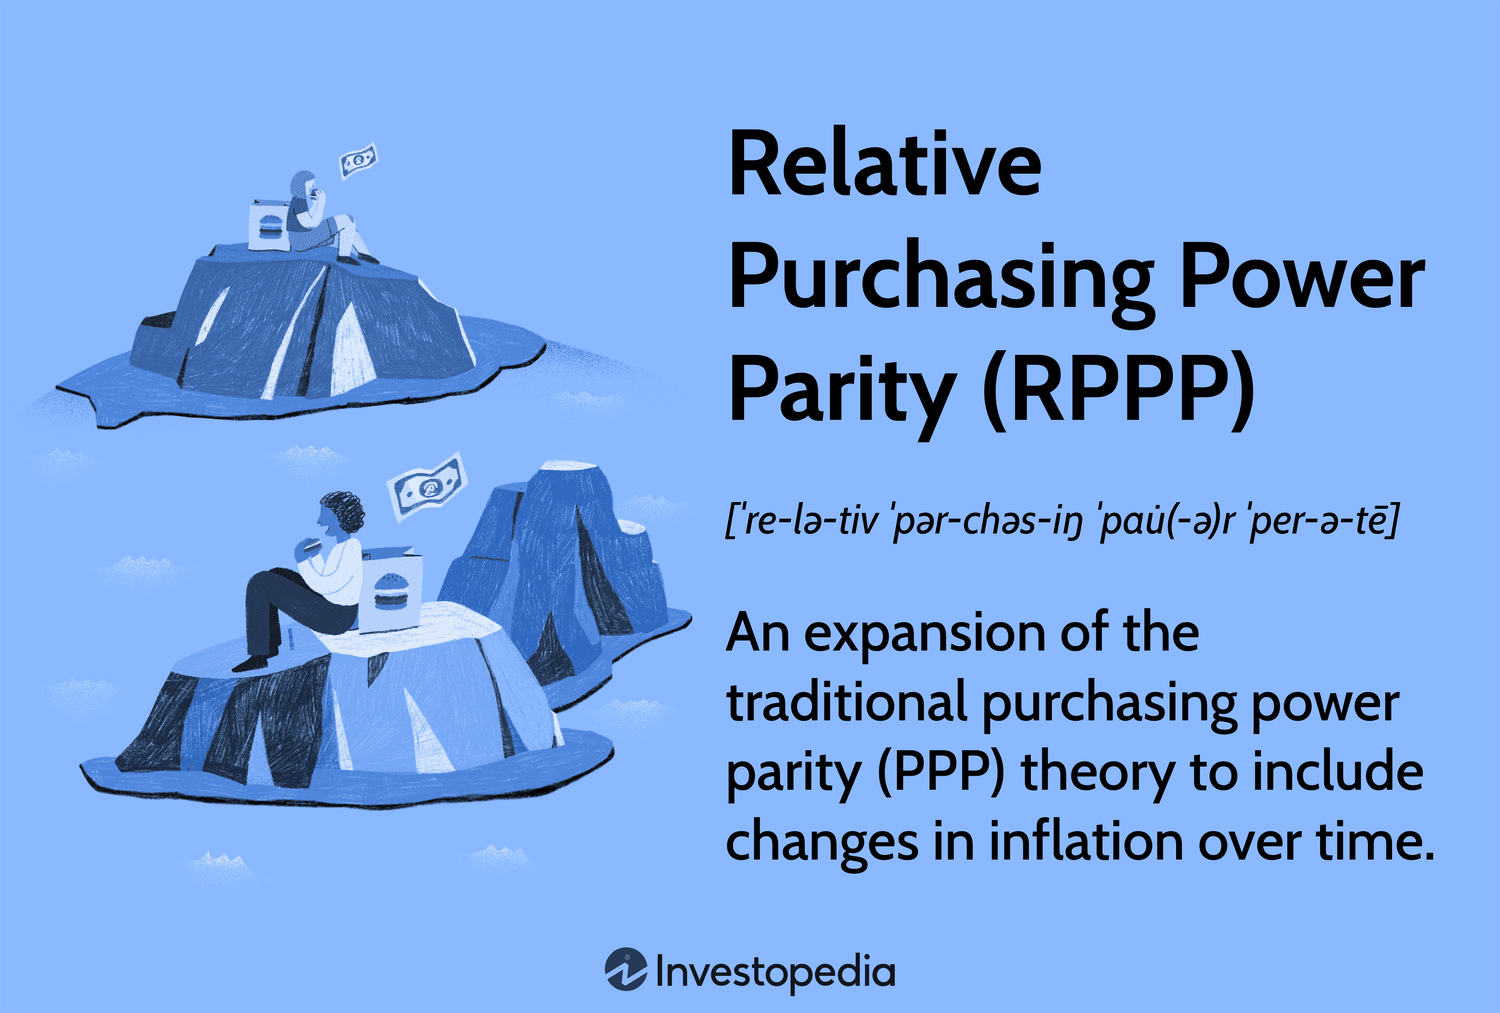 Relative
Purchasing Power
Parity (RPPP)
[ˈre-lə-tiv ˈpər-chəs-iŋ ˈpau̇(-ə)r ˈper-ə-tē]
An expansion of the
traditional purchasing power
parity (PPP) theory to include
changes in inflation over time.
Investopedia